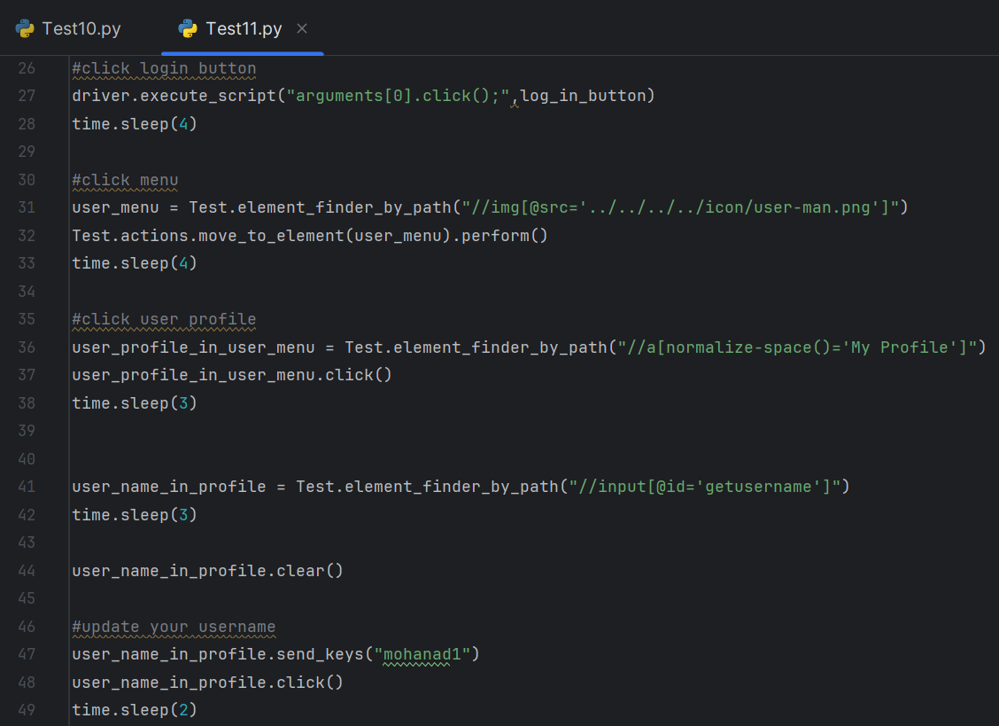 Test10.py Test11.py
26 #click login button
27 driver.execute_script("arguments[0].click();",log_in_button)
28 time.sleep(4)
29
30 #click menu
31 user_menu = Test.element_finder_by_path("//img[@src='../../../../icon/user-man.png']")
32 Test.actions.move_to_element(user_menu).perform()
33 time.sleep(4)
34
35 #click user profile
36 user_profile_in_user_menu = Test.element_finder_by_path("//a[normalize-space()='My Profile']")
37 user_profile_in_user_menu.click()
38 time.sleep(3)
39
40
41 user_name_in_profile = Test.element_finder_by_path("//input[@id='getusername']")
42 time.sleep(3)
43
44 user_name_in_profile.clear()
45
46 #update your username
47 user_name_in_profile.send_keys("mohanad1")
48 user_name_in_profile.click()
49 time.sleep(2)